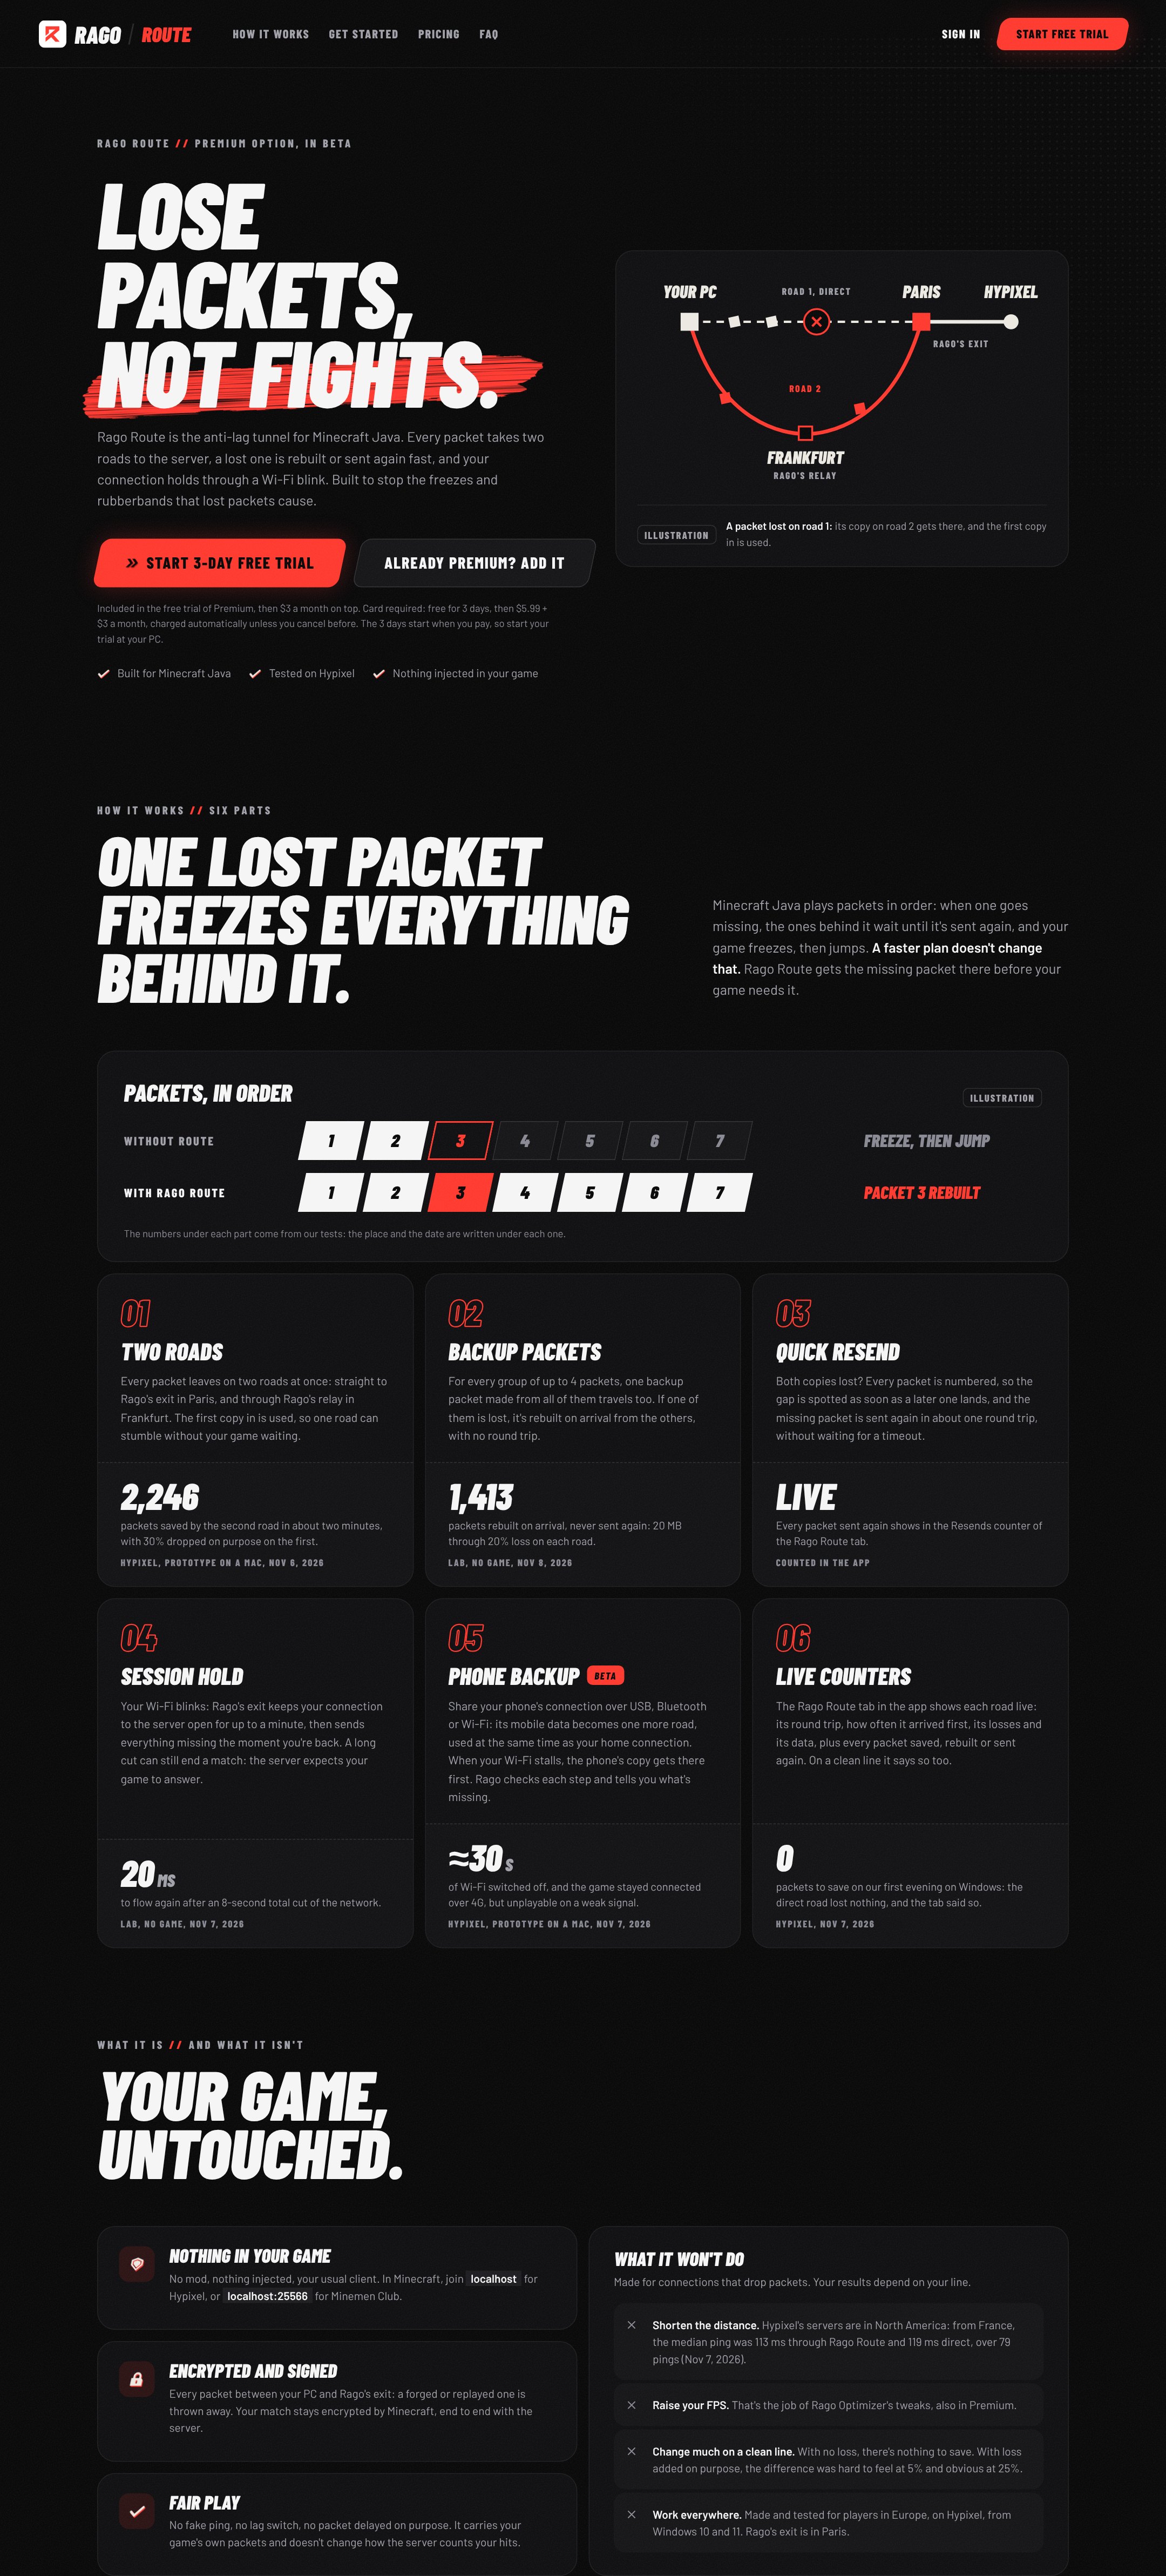 RAGO / ROUTE
HOW IT WORKS
GET STARTED
PRICING
FAQ
SIGN IN
START FREE TRIAL
RAGO ROUTE // PREMIUM OPTION, IN BETA
LOSE
PACKETS,
NOT FIGHTS.
Rago Route is the anti-lag tunnel for Minecraft Java. Every packet takes two
roads to the server, a lost one is rebuilt or sent again fast, and your
connection holds through a Wi-Fi blink. Built to stop the freezes and
rubberbands that lost packets cause.
» START 3-DAY FREE TRIAL
ALREADY PREMIUM? ADD IT
Included in the free trial of Premium, then $3 a month on top. Card required: free for 3 days, then $5.99 +
$3 a month, charged automatically unless you cancel before. The 3 days start when you pay, so start your
trial at your PC.
Built for Minecraft Java
Tested on Hypixel
Nothing injected in your game
YOUR PC
ROAD 1, DIRECT
PARIS
HYPIXEL
RAGO'S EXIT
ROAD 2
FRANKFURT
RAGO'S RELAY
ILLUSTRATION
A packet lost on road 1: its copy on road 2 gets there, and the first copy
in is used.
HOW IT WORKS // SIX PARTS
ONE LOST PACKET
FREEZES EVERYTHING
BEHIND IT.
Minecraft Java plays packets in order: when one goes
missing, the ones behind it wait until it's sent again, and your
game freezes, then jumps. A faster plan doesn't change
that. Rago Route gets the missing packet there before your
game needs it.
PACKETS, IN ORDER
ILLUSTRATION
WITHOUT ROUTE
1 2 3 4 5 6 7
FREEZE, THEN JUMP
WITH RAGO ROUTE
1 2 3 4 5 6 7
PACKET 3 REBUILT
The numbers under each part come from our tests: the place and the date are written under each one.
01
TWO ROADS
Every packet leaves on two roads at once: straight to
Rago's exit in Paris, and through Rago's relay in
Frankfurt. The first copy in is used, so one road can
stumble without your game waiting.
2,246
packets saved by the second road in about two minutes,
with 30% dropped on purpose on the first.
HYPIXEL, PROTOTYPE ON A MAC, NOV 6, 2026
02
BACKUP PACKETS
For every group of up to 4 packets, one backup
packet made from all of them travels too. If one of
them is lost, it's rebuilt on arrival from the others,
with no round trip.
1,413
packets rebuilt on arrival, never sent again: 20 MB
through 20% loss on each road.
LAB, NO GAME, NOV 8, 2026
03
QUICK RESEND
Both copies lost? Every packet is numbered, so the
gap is spotted as soon as a later one lands, and the
missing packet is sent again in about one round trip,
without waiting for a timeout.
LIVE
Every packet sent again shows in the Resends counter of
the Rago Route tab.
COUNTED IN THE APP
04
SESSION HOLD
Your Wi-Fi blinks: Rago's exit keeps your connection
to the server open for up to a minute, then sends
everything missing the moment you're back. A long
cut can still end a match: the server expects your
game to answer.
20 MS
to flow again after an 8-second total cut of the network.
LAB, NO GAME, NOV 7, 2026
05
PHONE BACKUP BETA
Share your phone's connection over USB, Bluetooth
or Wi-Fi: its mobile data becomes one more road,
used at the same time as your home connection.
When your Wi-Fi stalls, the phone's copy gets there
first. Rago checks each step and tells you what's
missing.
≈30 S
of Wi-Fi switched off, and the game stayed connected
over 4G, but unplayable on a weak signal.
HYPIXEL, PROTOTYPE ON A MAC, NOV 7, 2026
06
LIVE COUNTERS
The Rago Route tab in the app shows each road live:
its round trip, how often it arrived first, its losses and
its data, plus every packet saved, rebuilt or sent
again. On a clean line it says so too.
0
packets to save on our first evening on Windows: the
direct road lost nothing, and the tab said so.
HYPIXEL, NOV 7, 2026
WHAT IT IS // AND WHAT IT ISN'T
YOUR GAME,
UNTOUCHED.
NOTHING IN YOUR GAME
No mod, nothing injected, your usual client. In Minecraft, join localhost for
Hypixel, or localhost:25566 for Minemen Club.
ENCRYPTED AND SIGNED
Every packet between your PC and Rago's exit: a forged or replayed one is
thrown away. Your match stays encrypted by Minecraft, end to end with the
server.
FAIR PLAY
No fake ping, no lag switch, no packet delayed on purpose. It carries your
game's own packets and doesn't change how the server counts your hits.
WHAT IT WON'T DO
Made for connections that drop packets. Your results depend on your line.
Shorten the distance. Hypixel's servers are in North America: from France,
the median ping was 113 ms through Rago Route and 119 ms direct, over 79
pings (Nov 7, 2026).
Raise your FPS. That's the job of Rago Optimizer's tweaks, also in Premium.
Change much on a clean line. With no loss, there's nothing to save. With loss
added on purpose, the difference was hard to feel at 5% and obvious at 25%.
Work everywhere. Made and tested for players in Europe, on Hypixel, from
Windows 10 and 11. Rago's exit is in Paris.